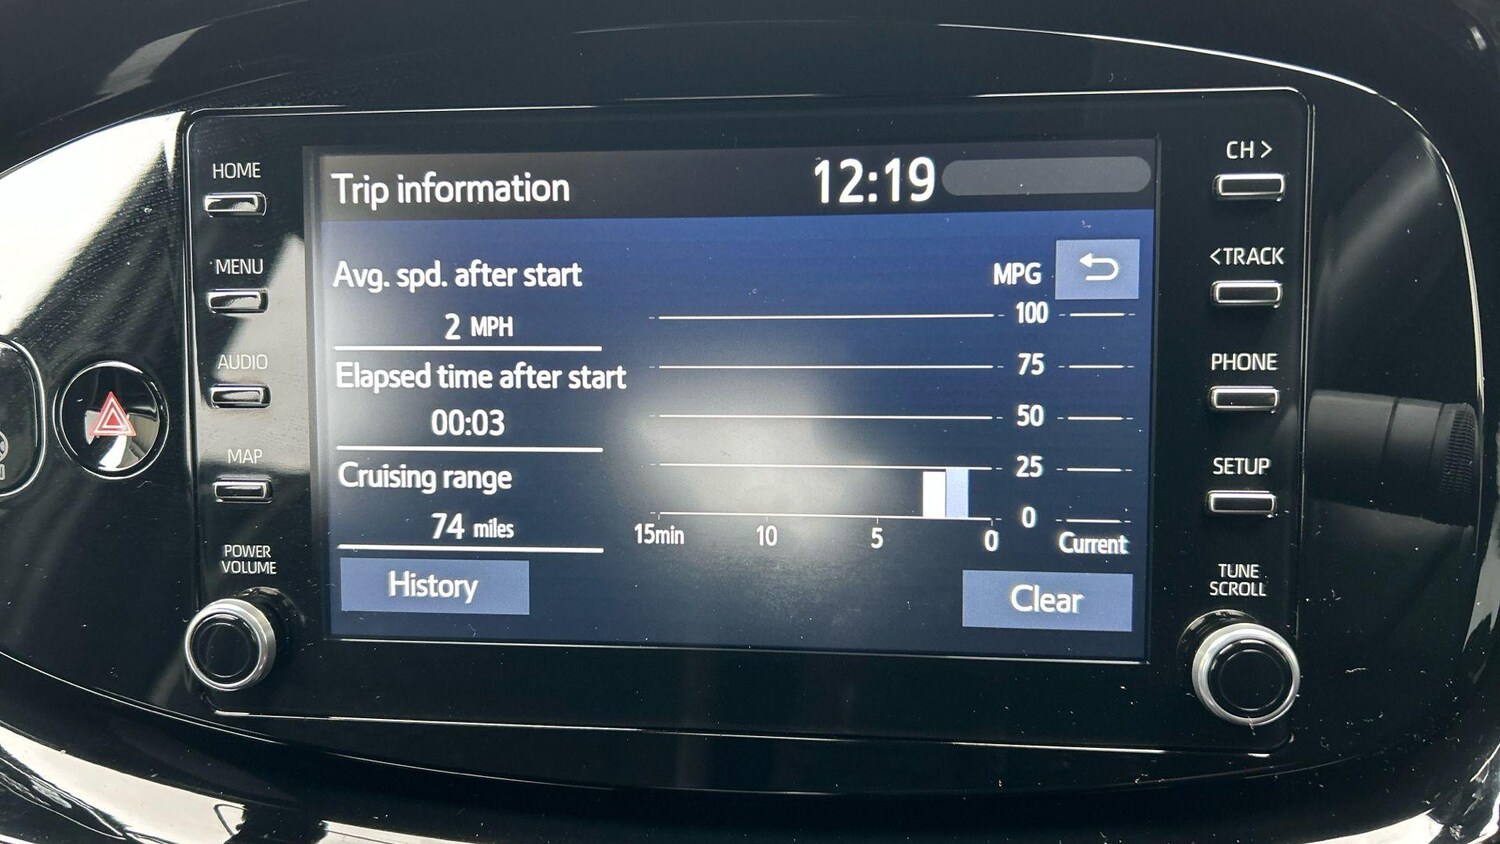 HOME
MENU
AUDIO
MAP
POWER
VOLUME
Trip information
12:19
Avg. spd. after start
2 MPH
Elapsed time after start
00:03
Cruising range
74 miles
History
MPG
100
75
50
25
0
15min 10 5 0 Current
Clear
CH >
<TRACK
PHONE
SETUP
TUNE
SCROLL